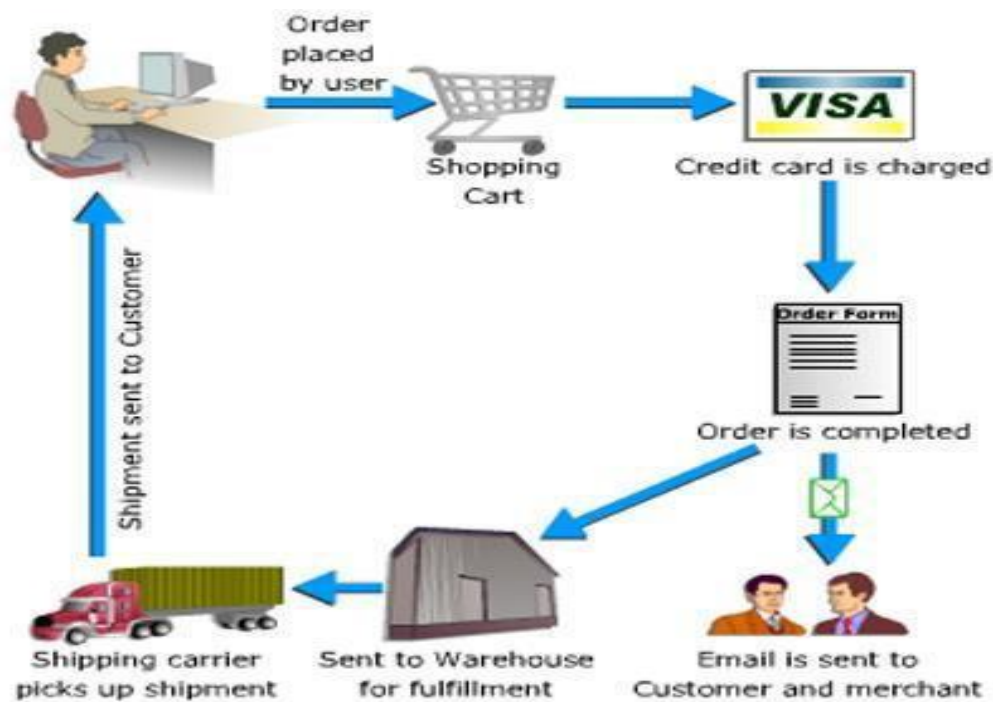 Order
placed
by user
Shopping
Cart
VISA
Credit card is charged
Order Form
Order is completed
Shipment sent to Customer
Shipping carrier
picks up shipment
Sent to Warehouse
for fulfillment
Email is sent to
Customer and merchant